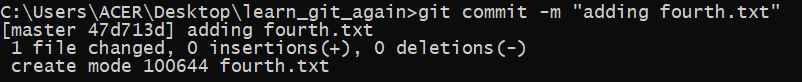 C:\Users\ACER\Desktop\learn_git_again>git commit -m "adding fourth.txt"
[master 47d713d] adding fourth.txt
 1 file changed, 0 insertions(+), 0 deletions(-)
 create mode 100644 fourth.txt